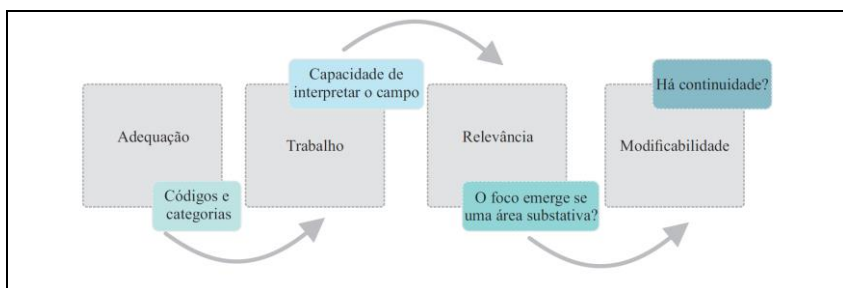 Adequação
Códigos e
categorias
Capacidade de
interpretar o campo
Trabalho
Relevância
O foco emerge se
uma área substativa?
Há continuidade?
Modificabilidade